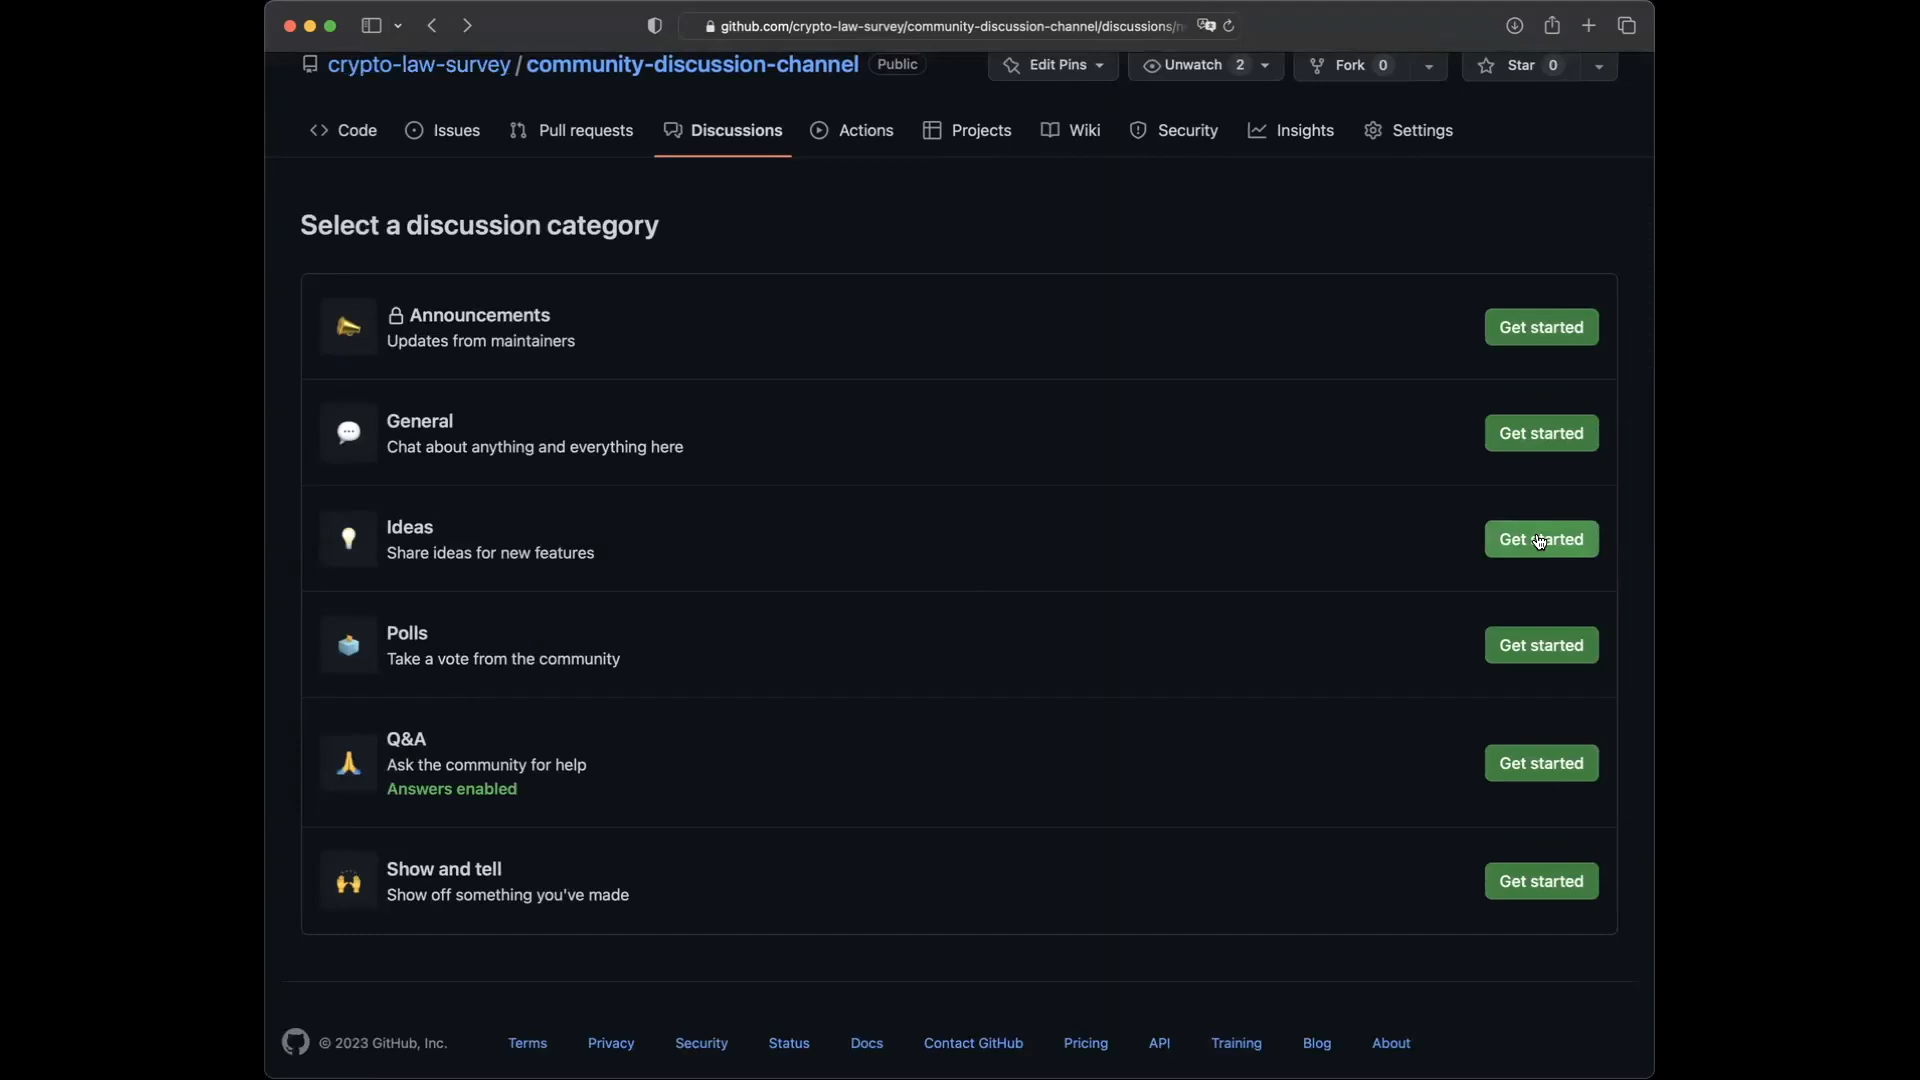 github.com/crypto-law-survey/community-discussion-channel/discussions/
crypto-law-survey / community-discussion-channel Public Edit Pins Unwatch 2 Fork 0 Star 0
Code Issues Pull requests Discussions Actions Projects Wiki Security Insights Settings
Select a discussion category
Announcements
Updates from maintainers
Get started
General
Chat about anything and everything here
Get started
Ideas
Share ideas for new features
Get started
Polls
Take a vote from the community
Get started
Q&A
Ask the community for help
Answers enabled
Get started
Show and tell
Show off something you've made
Get started
© 2023 GitHub, Inc. Terms Privacy Security Status Docs Contact GitHub Pricing API Training Blog About